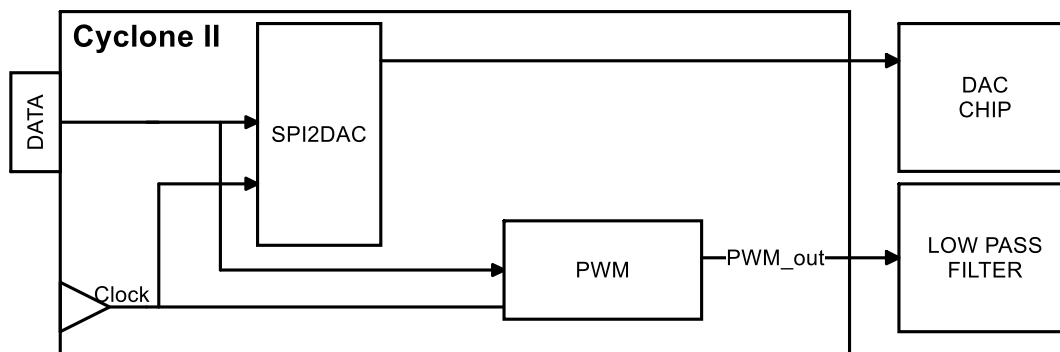 Cyclone II
DATA
SPI2DAC
DAC
CHIP
Clock
PWM
PWM_out
LOW PASS
FILTER